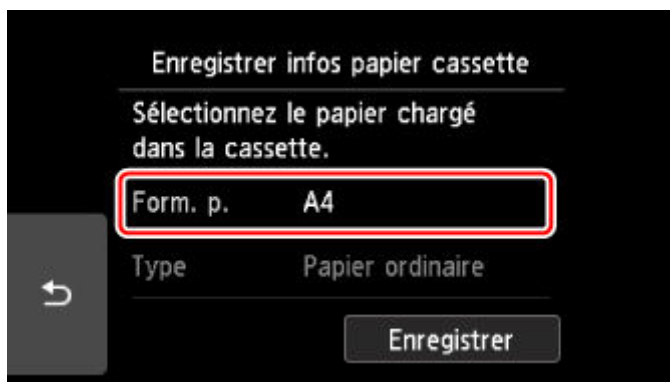 Enregistrer infos papier cassette
Sélectionnez le papier chargé
dans la cassette.
Form. p. A4
Type Papier ordinaire
Enregistrer